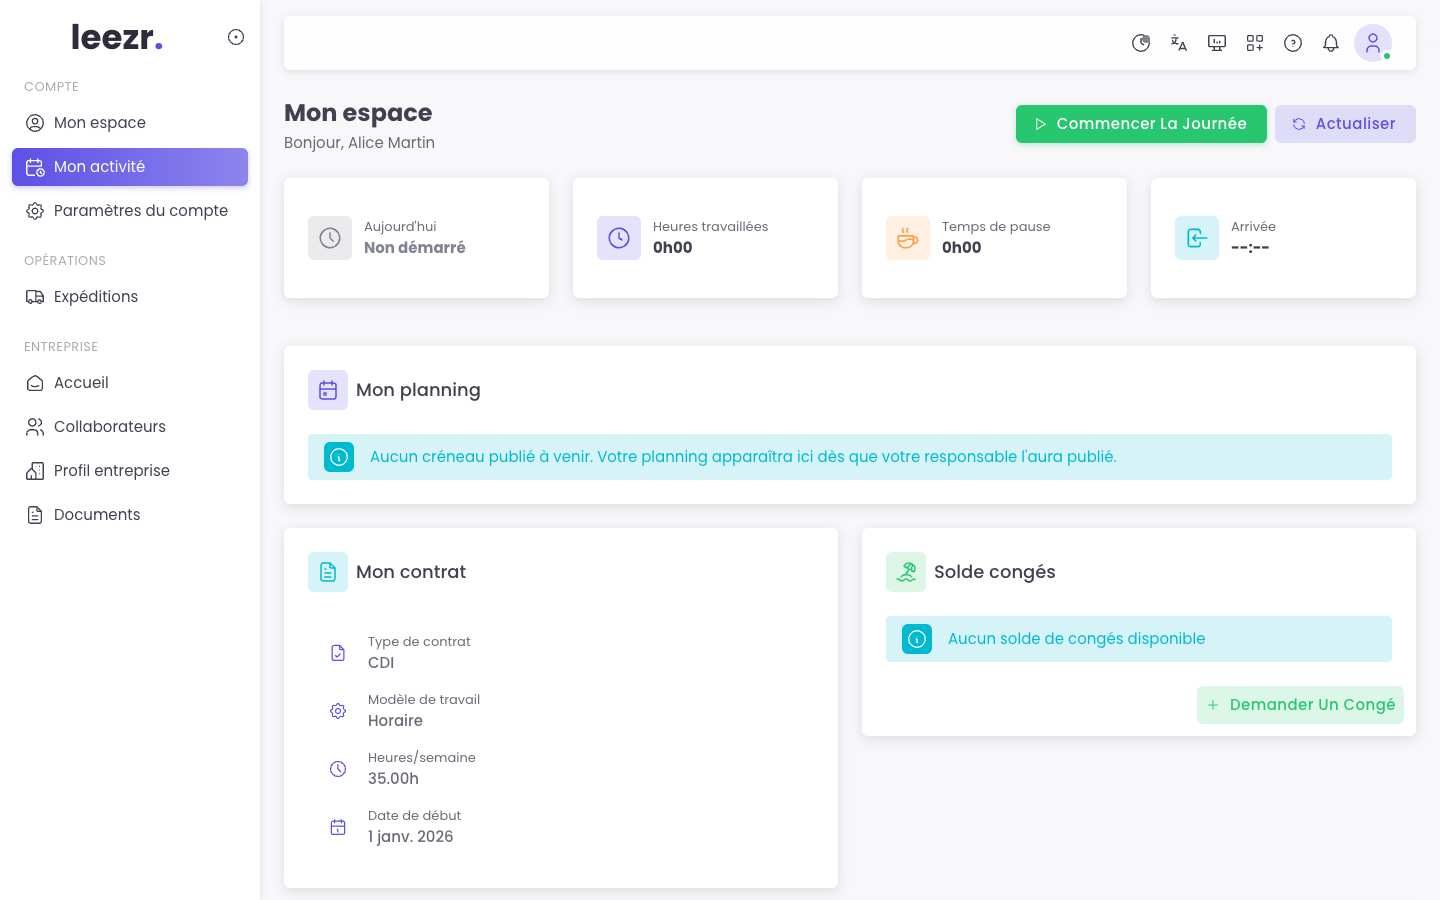 leezr.
COMPTE
Mon espace
Mon activité
Paramètres du compte
OPÉRATIONS
Expéditions
ENTREPRISE
Accueil
Collaborateurs
Profil entreprise
Documents
Mon espace
Bonjour, Alice Martin
Commencer La Journée
Actualiser
Aujourd'hui
Non démarré
Heures travaillées
0h00
Temps de pause
0h00
Arrivée
--:--
Mon planning
Aucun créneau publié à venir. Votre planning apparaîtra ici dès que votre responsable l'aura publié.
Mon contrat
Type de contrat
CDI
Modèle de travail
Horaire
Heures/semaine
35.00h
Date de début
1 janv. 2026
Solde congés
Aucun solde de congés disponible
Demander Un Congé